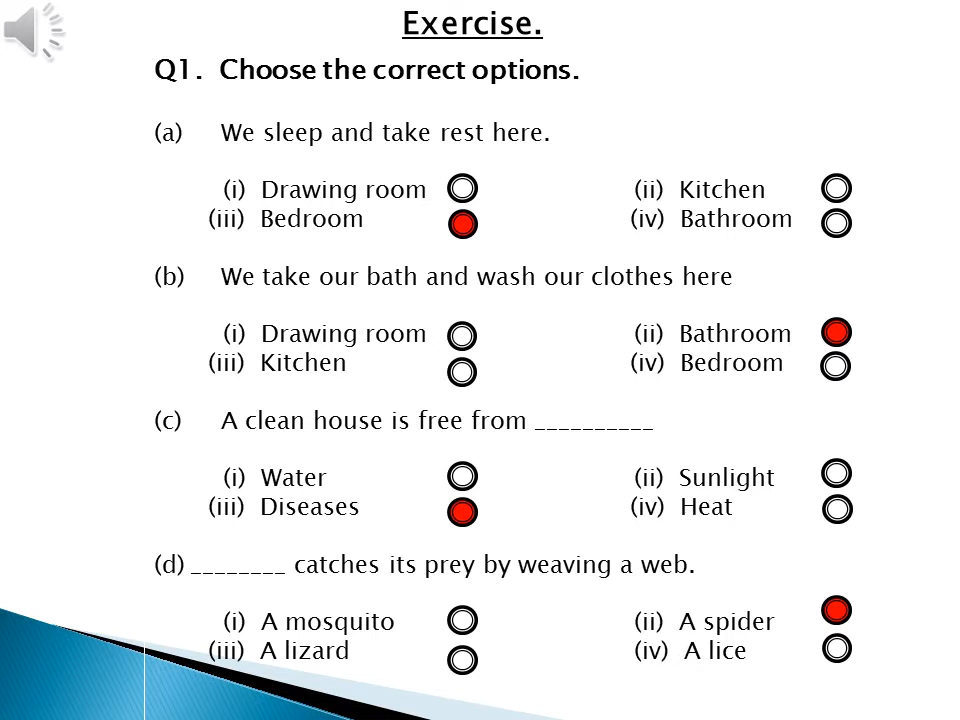 Exercise.
Q1. Choose the correct options.
(a) We sleep and take rest here.
(i) Drawing room (ii) Kitchen
(iii) Bedroom (iv) Bathroom
(b) We take our bath and wash our clothes here
(i) Drawing room (ii) Bathroom
(iii) Kitchen (iv) Bedroom
(c) A clean house is free from __________
(i) Water (ii) Sunlight
(iii) Diseases (iv) Heat
(d) ________ catches its prey by weaving a web.
(i) A mosquito (ii) A spider
(iii) A lizard (iv) A lice